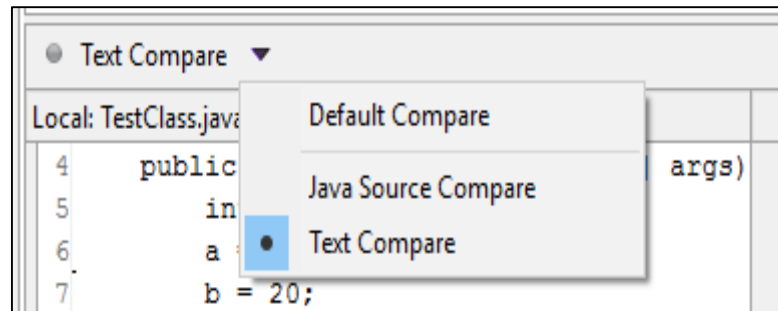 Text Compare
Default Compare
Local: TestClass.java
4 public args)
5
Java Source Compare
6 a
Text Compare
7 b = 20;